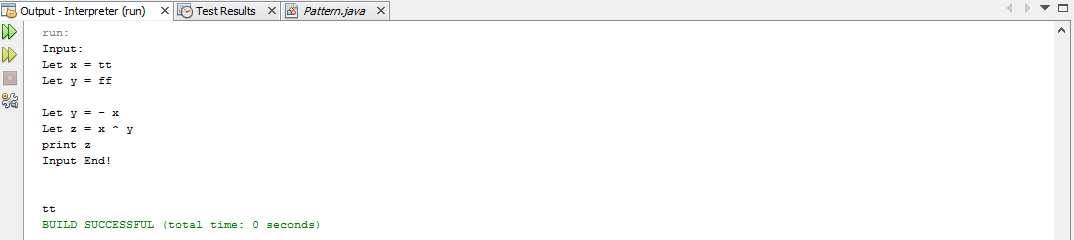 Output - Interpreter (run) Test Results Pattern.java
run:
Input:
Let x = tt
Let y = ff
Let y = - x
Let z = x ^ y
print z
Input End!
tt
BUILD SUCCESSFUL (total time: 0 seconds)